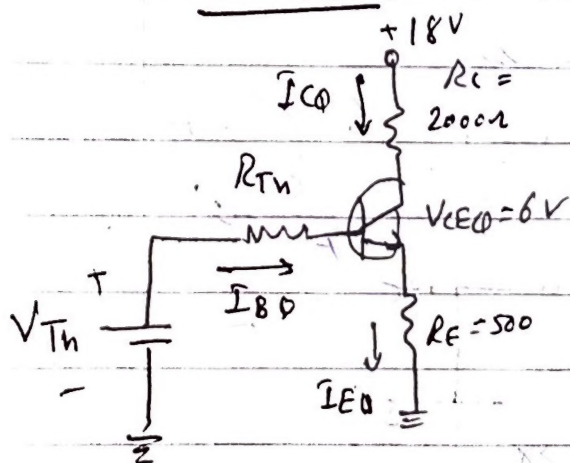 +18V
RC =
2000Ω
ICQ
RTh
VCEQ = 6V
+
IBQ
VTh
-
RE = 500
IEQ